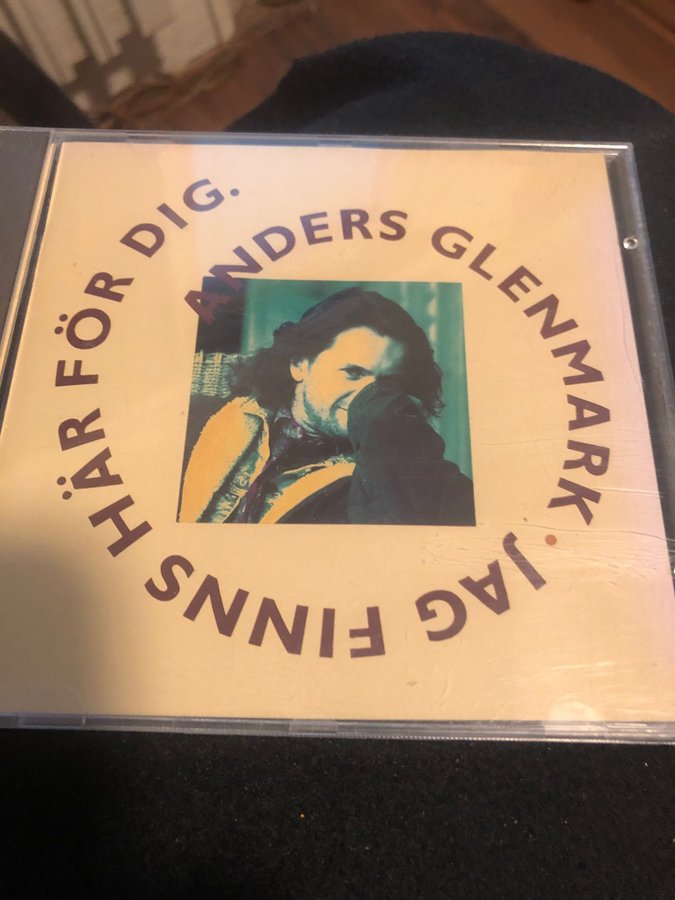 ANDERS GLENMARK · JAG FINNS HÄR FÖR DIG.